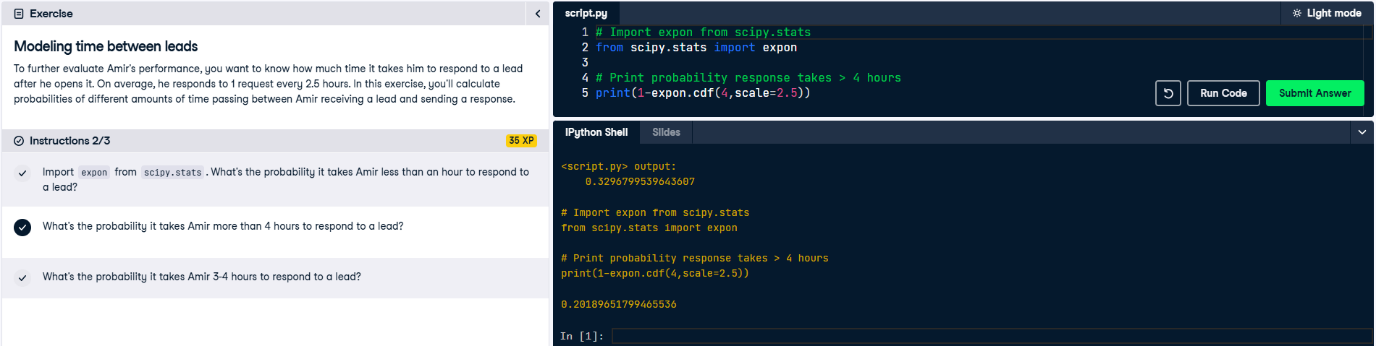 Exercise
Modeling time between leads
To further evaluate Amir's performance, you want to know how much time it takes him to respond to a lead
after he opens it. On average, he responds to 1 request every 2.5 hours. In this exercise, you'll calculate
probabilities of different amounts of time passing between Amir receiving a lead and sending a response.
Instructions 2/3
35 XP
Import expon from scipy.stats . What's the probability it takes Amir less than an hour to respond to
a lead?
What's the probability it takes Amir more than 4 hours to respond to a lead?
What's the probability it takes Amir 3-4 hours to respond to a lead?
script.py
Light mode
1 # Import expon from scipy.stats
2 from scipy.stats import expon
3
4 # Print probability response takes > 4 hours
5 print(1-expon.cdf(4,scale=2.5))
Run Code
Submit Answer
IPython Shell
Slides
<script.py> output:
0.3296799539643607
# Import expon from scipy.stats
from scipy.stats import expon
# Print probability response takes > 4 hours
print(1-expon.cdf(4,scale=2.5))
0.20189651799465536
In [1]: